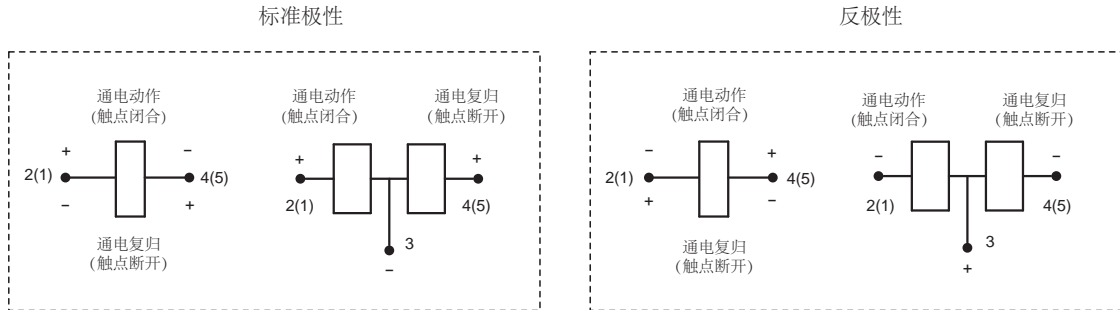 标准极性
反极性
通电动作
(触点闭合)
+ −
2(1) 4(5)
− +
通电复归
(触点断开)
通电动作
(触点闭合)
通电复归
(触点断开)
+ +
2(1) 4(5)
3
−
通电动作
(触点闭合)
− +
2(1) 4(5)
+ −
通电复归
(触点断开)
通电动作
(触点闭合)
通电复归
(触点断开)
− −
2(1) 4(5)
3
+